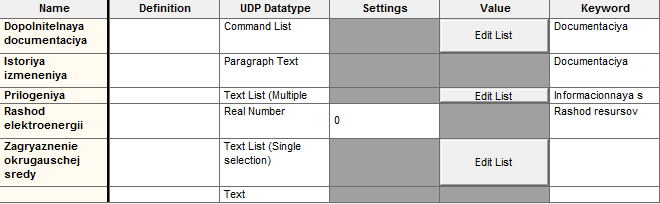 Name Definition UDP Datatype Settings Value Keyword
Dopolnitelnaya Command List Documentaciya
documentaciya Edit List
Istoriya Paragraph Text Documentaciya
izmeneniya
Prilogeniya Text List (Multiple Edit List Informacionnaya s
Rashod Real Number Rashod resursov
elektroenergii 0
Zagryaznenie Text List (Single
okrugauschej selection) Edit List
sredy
Text